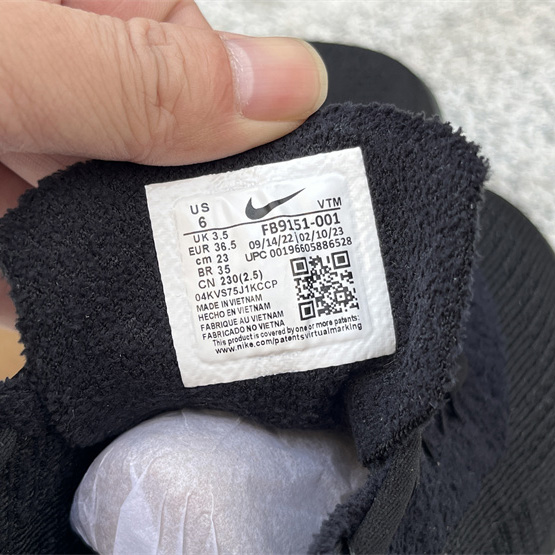 US
6
VTM
UK 3.5
FB9151-001
EUR 36.5
09/14/22 02/10/23
cm 23
UPC 00196605886528
BR 35
CN 230(2.5)
04KVS75J1KCCP
MADE IN VIETNAM
HECHO EN VIETNAM
FABRIQUE AU VIETNAM
FABRICADO NO VIETNA
This product is covered by one or more patents:
www.nike.com/patentsvirtualmarking